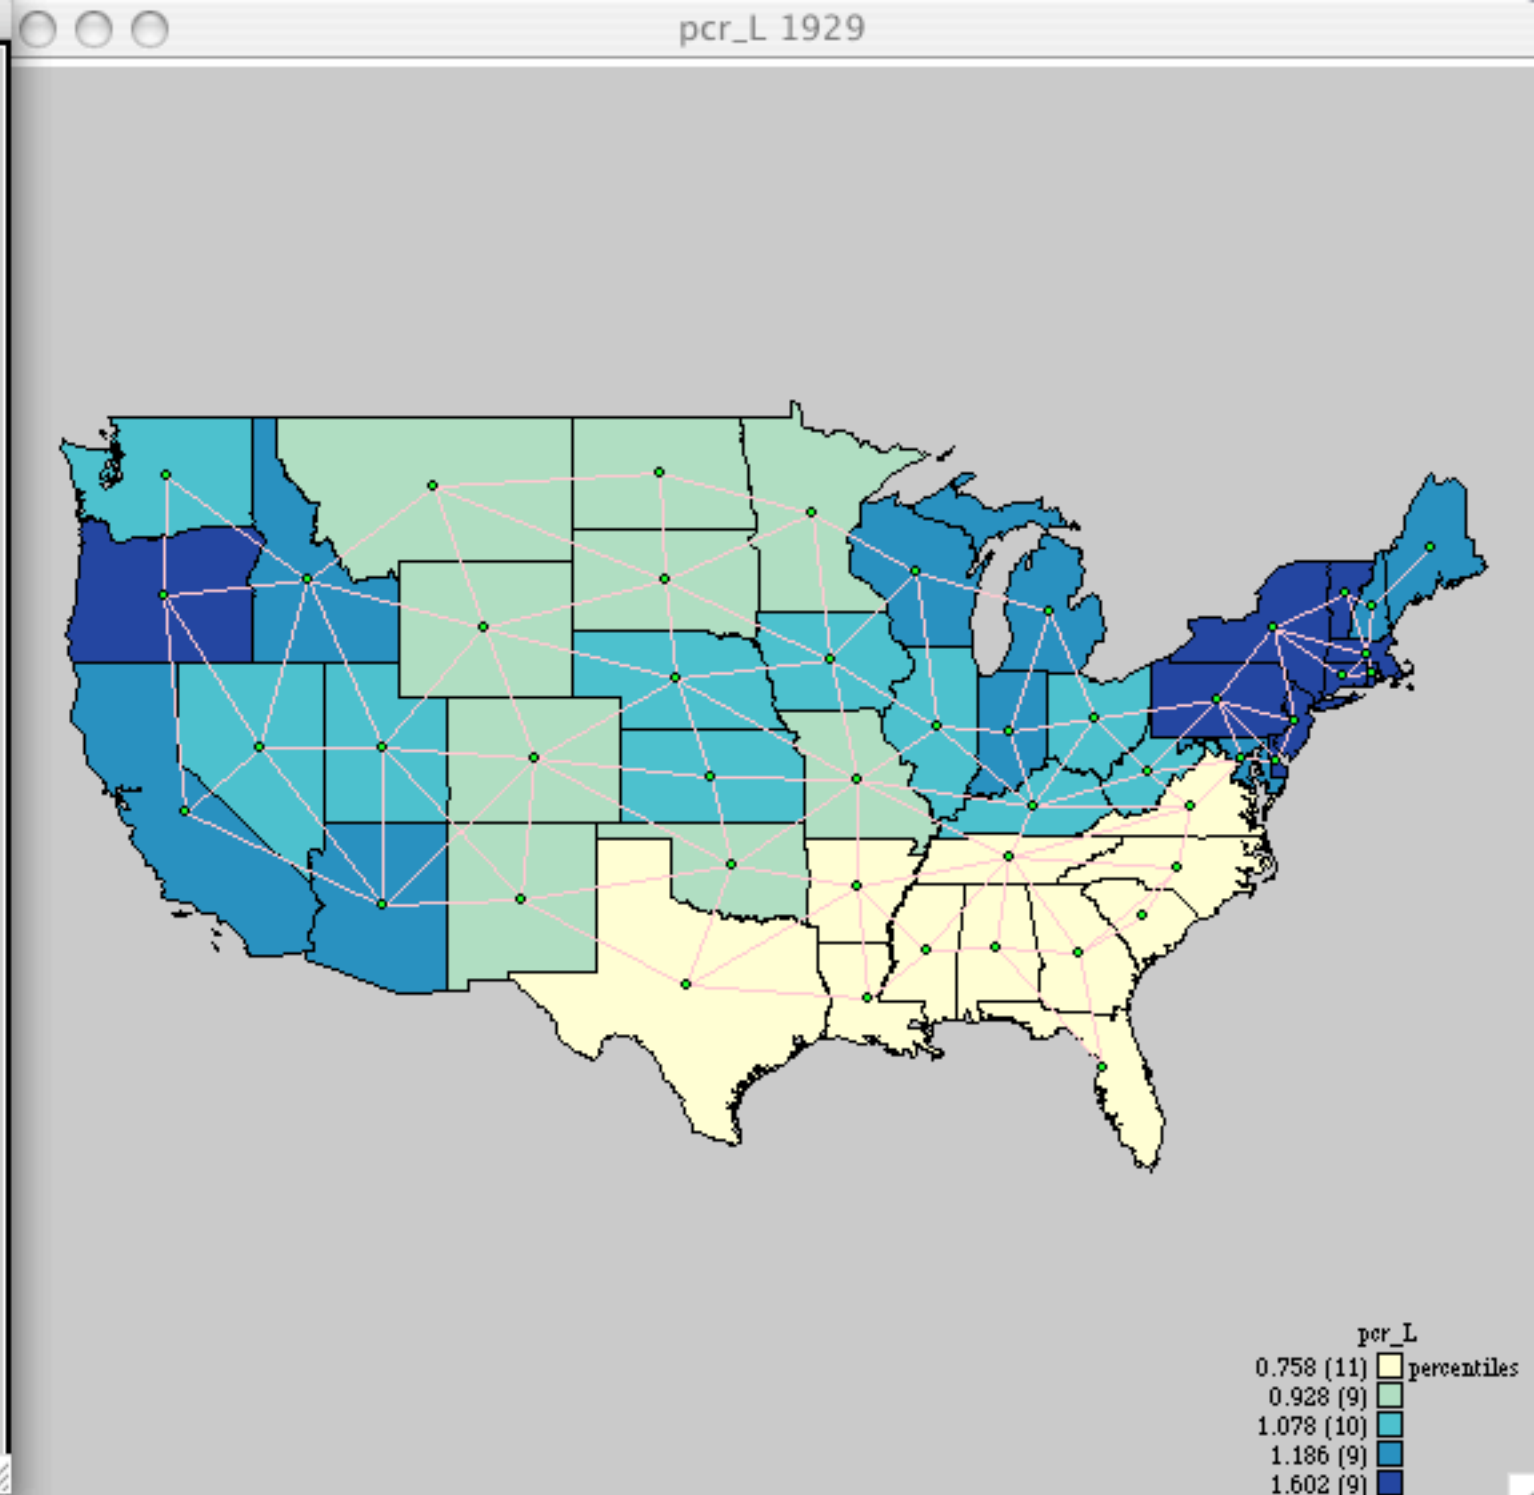 pcr_L 1929
pcr_L
0.758 (11) percentiles
0.928 (9)
1.078 (10)
1.186 (9)
1.602 (9)